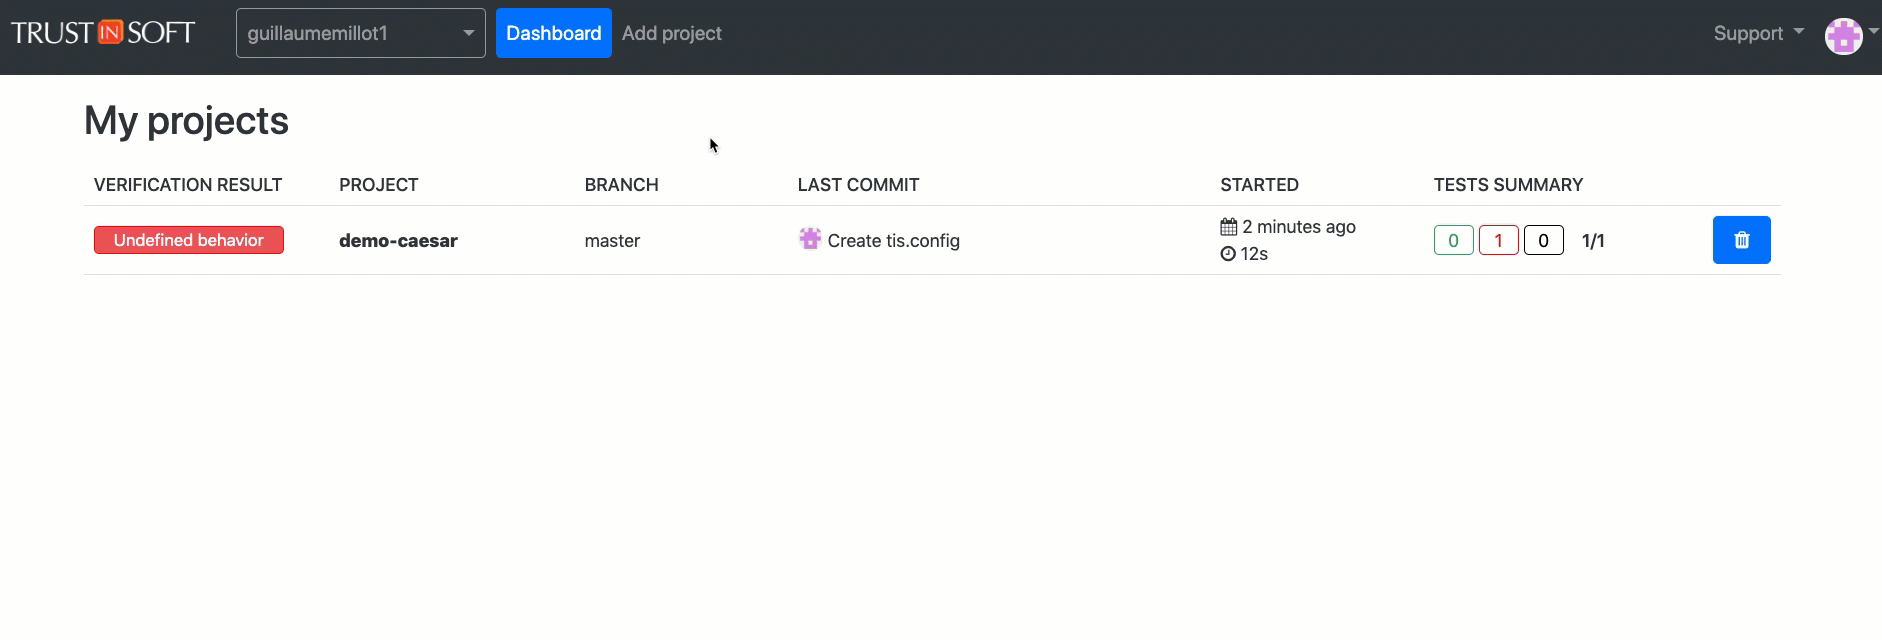 TRUST IN SOFT guillaumemillot1 Dashboard Add project Support
My projects
VERIFICATION RESULT PROJECT BRANCH LAST COMMIT STARTED TESTS SUMMARY
Undefined behavior demo-caesar master Create tis.config 2 minutes ago 0 1 0 1/1
12s